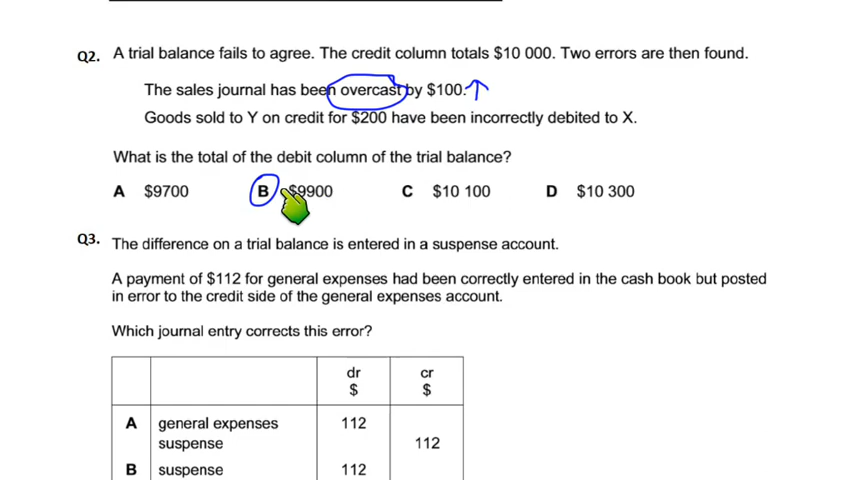 Q2. A trial balance fails to agree. The credit column totals $10 000. Two errors are then found.
The sales journal has been overcast by $100.
Goods sold to Y on credit for $200 have been incorrectly debited to X.
What is the total of the debit column of the trial balance?
A $9700 B $9900 C $10 100 D $10 300
Q3. The difference on a trial balance is entered in a suspense account.
A payment of $112 for general expenses had been correctly entered in the cash book but posted
in error to the credit side of the general expenses account.
Which journal entry corrects this error?
dr cr
$ $
A general expenses 112
suspense 112
B suspense 112